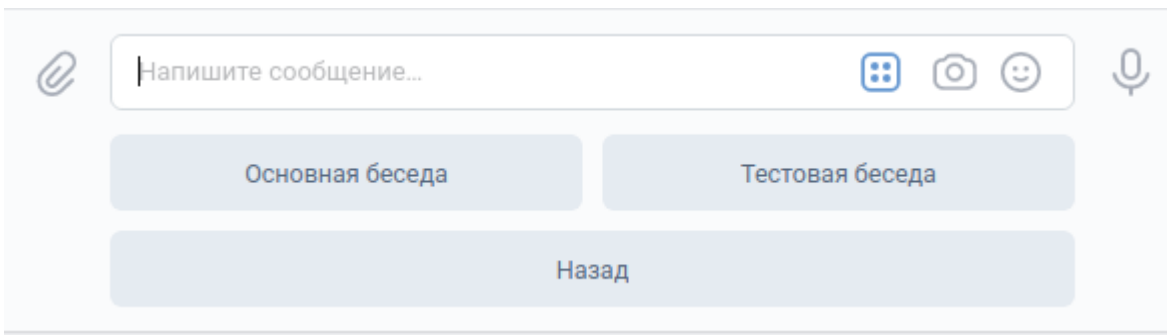 Напишите сообщение...
Основная беседа
Тестовая беседа
Назад